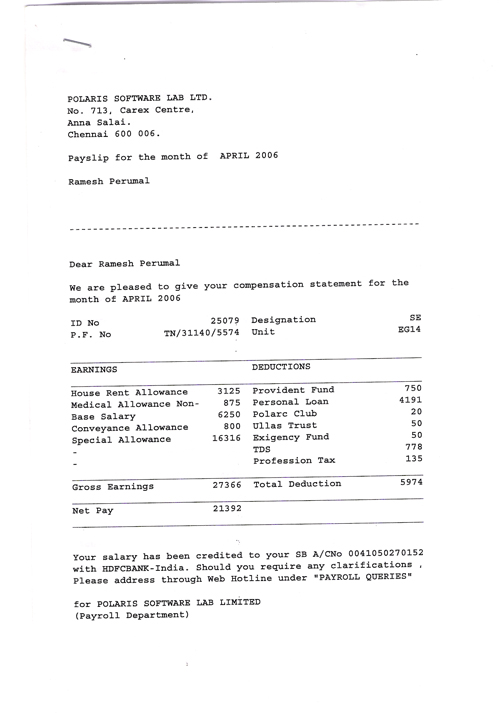 POLARIS SOFTWARE LAB LTD.
No. 713, Carex Centre,
Anna Salai.
Chennai 600 006.
Payslip for the month of APRIL 2006
Ramesh Perumal
Dear Ramesh Perumal
We are pleased to give your compensation statement for the
month of APRIL 2006
ID No 25079 Designation SE
P.F. No TN/31140/5574 Unit EG14
EARNINGS DEDUCTIONS
House Rent Allowance 3125 Provident Fund 750
Medical Allowance Non- 875 Personal Loan 4191
Base Salary 6250 Polarc Club 20
Conveyance Allowance 800 Ullas Trust 50
Special Allowance 16316 Exigency Fund 50
- TDS 778
- Profession Tax 135
Gross Earnings 27366 Total Deduction 5974
Net Pay 21392
Your salary has been credited to your SB A/CNo 0041050270152
with HDFCBANK-India. Should you require any clarifications ,
Please address through Web Hotline under "PAYROLL QUERIES"
for POLARIS SOFTWARE LAB LIMITED
(Payroll Department)